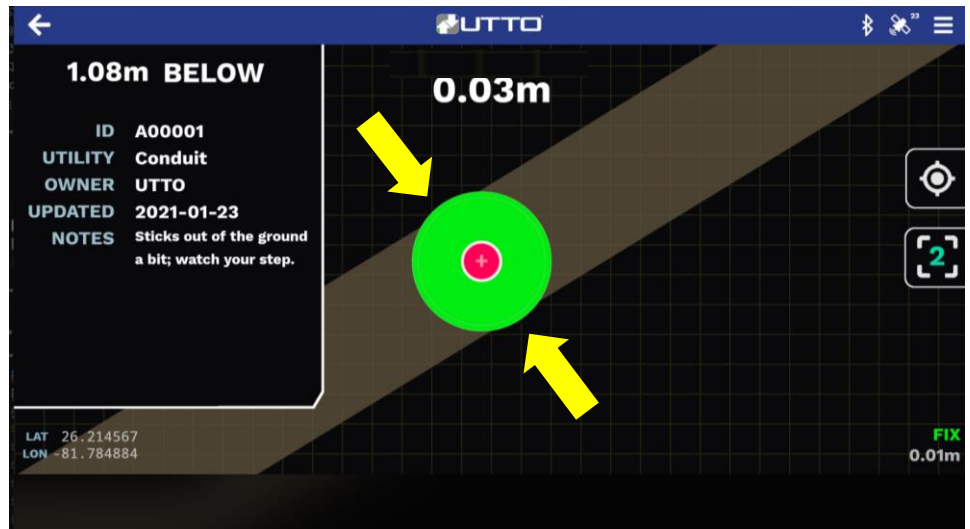 UTTO
23
1.08m BELOW
0.03m
ID A00001
UTILITY Conduit
OWNER UTTO
UPDATED 2021-01-23
NOTES Sticks out of the ground
a bit; watch your step.
2
LAT 26.214567
LON -81.784884
FIX
0.01m